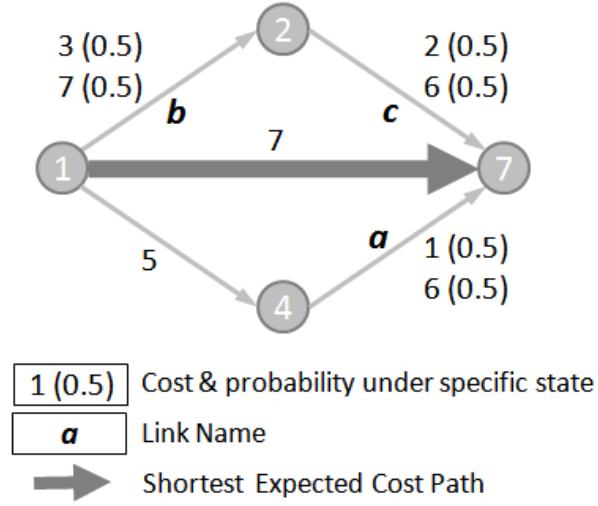 3 (0.5)
7 (0.5)
b
2
2 (0.5)
6 (0.5)
c
7
1
7
5
a
1 (0.5)
6 (0.5)
4
1 (0.5) Cost & probability under specific state
a Link Name
Shortest Expected Cost Path